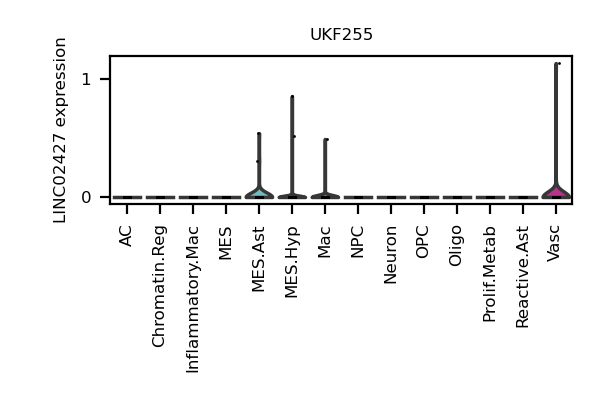 UKF255
LINC02427 expression
1
0
AC
Chromatin.Reg
Inflammatory.Mac
MES
MES.Ast
MES.Hyp
Mac
NPC
Neuron
OPC
Oligo
Prolif.Metab
Reactive.Ast
Vasc